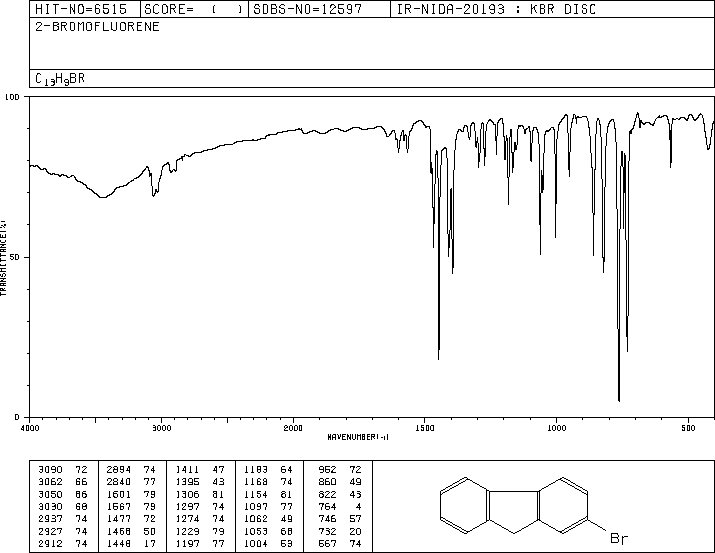 HIT-NO=6515 SCORE= ( ) SDBS-NO=12597 IR-NIDA-20193 : KBR DISC
2-BROMOFLUORENE
C13H9BR
100
50
0
TRANSMITTANCE(%)
4000 3000 2000 1500 1000 500
WAVENUMBER(-1)
3090 72 2894 74 1411 47 1183 64 952 72
3062 66 2840 77 1395 43 1168 74 860 49
3050 66 1601 79 1306 81 1154 81 822 43
3030 68 1567 79 1297 74 1097 77 764 4
2937 74 1477 72 1274 74 1062 49 746 57
2927 74 1468 50 1229 79 1053 68 732 20
2912 74 1448 17 1197 77 1004 53 567 74
Br